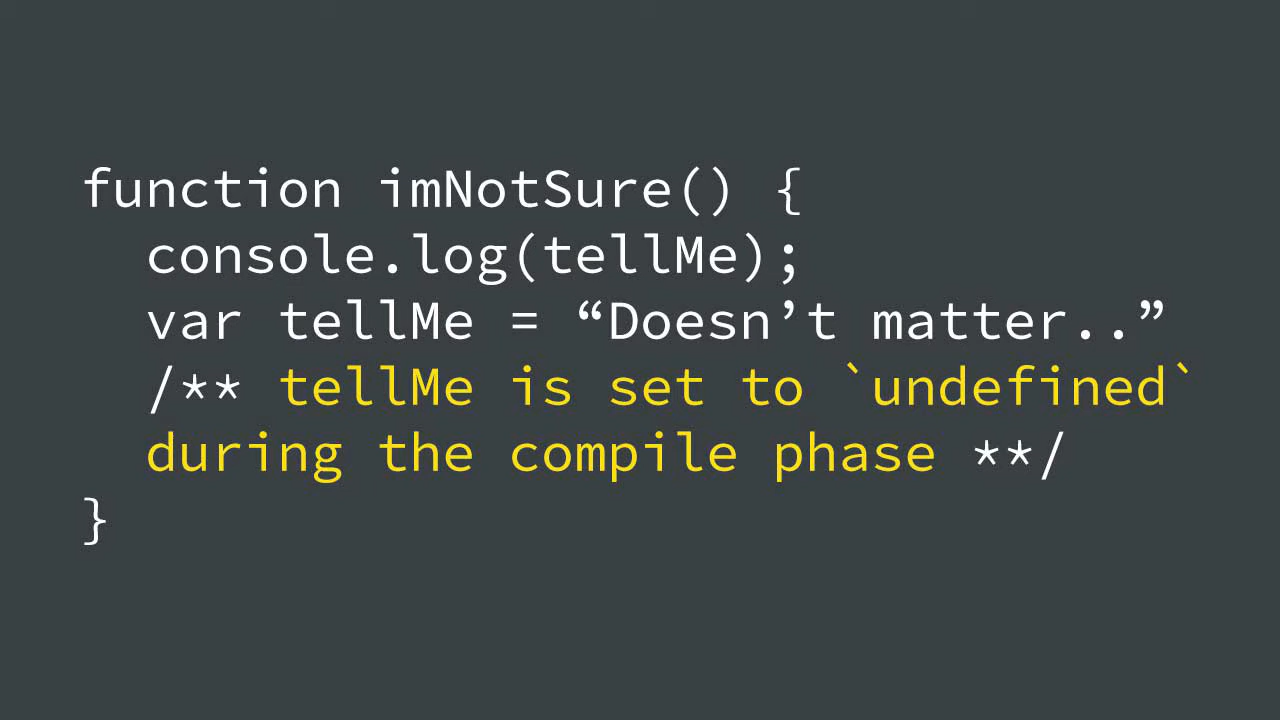 function imNotSure() {
console.log(tellMe);
var tellMe = “Doesn’t matter..”
/** tellMe is set to `undefined`
during the compile phase **/
}